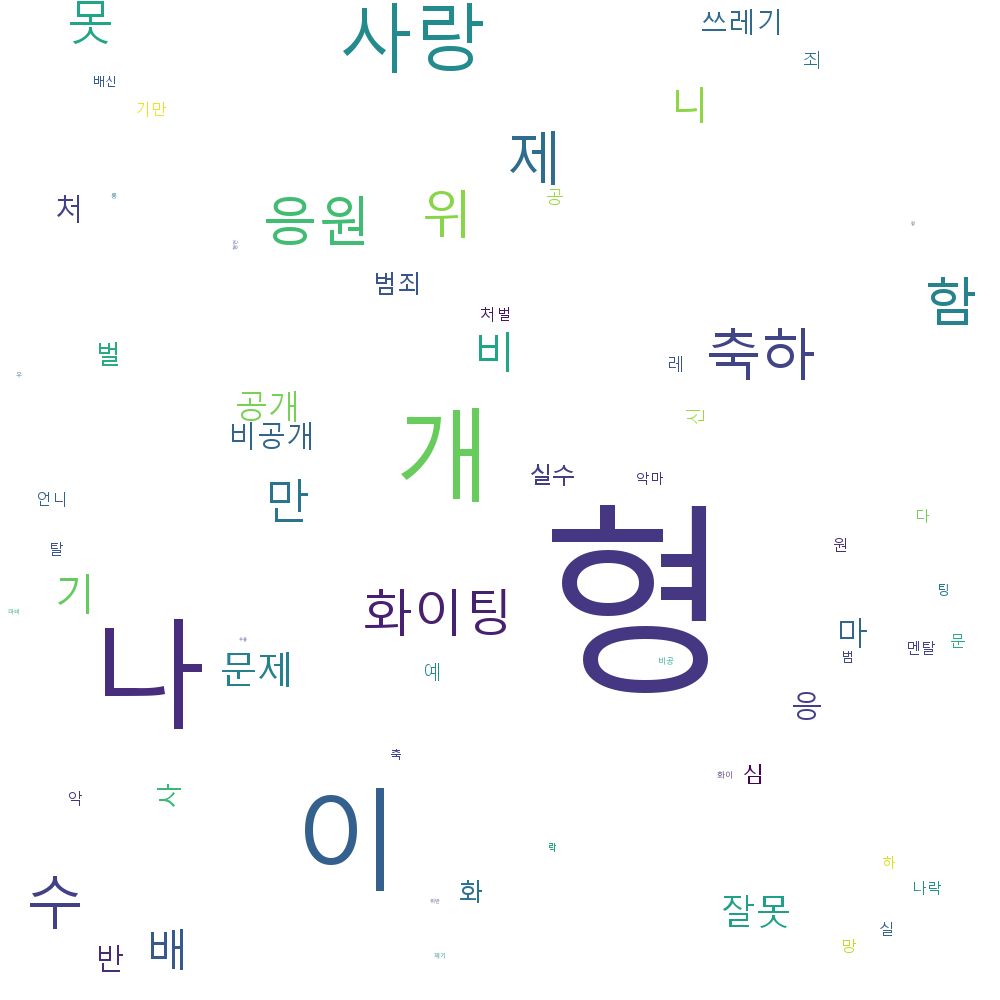 못
사랑
쓰레기
죄
배신
기만
니
제
처
응원
위
공
범죄
함
처벌
비
벌
축하
레
공개
비공개
개
신
실수
악마
만
언니
형
다
탈
원
기
화이팅
팅
나
문제
예
비공
마
범
멘탈
문
응
축
화이
심
악
차
이
락
하
수
화
나락
잘못
실
반
배
망